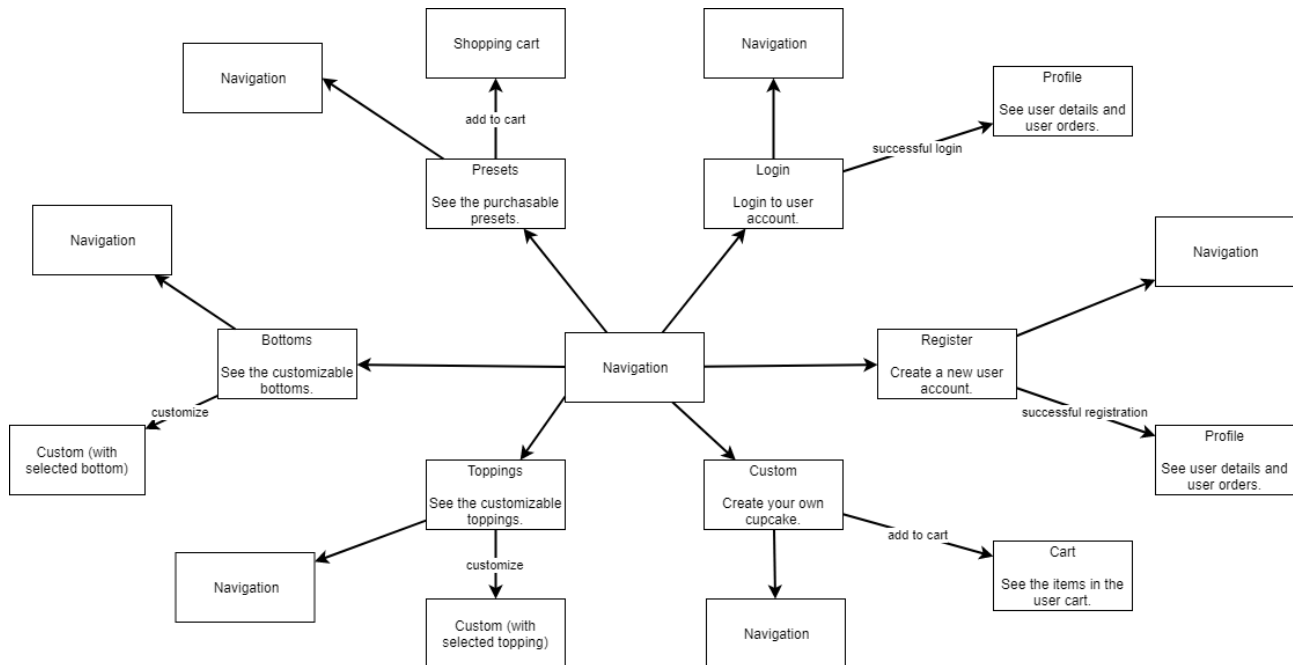 Shopping cart
Navigation
Navigation
Profile
See user details and
user orders.
add to cart
successful login
Presets
See the purchasable
presets.
Login
Login to user
account.
Navigation
Navigation
Bottoms
See the customizable
bottoms.
Navigation
Register
Create a new user
account.
customize
successful registration
Custom (with
selected bottom)
Profile
See user details and
user orders.
Toppings
See the customizable
toppings.
Custom
Create your own
cupcake.
add to cart
customize
Navigation
Cart
See the items in the
user cart.
Custom (with
selected topping)
Navigation